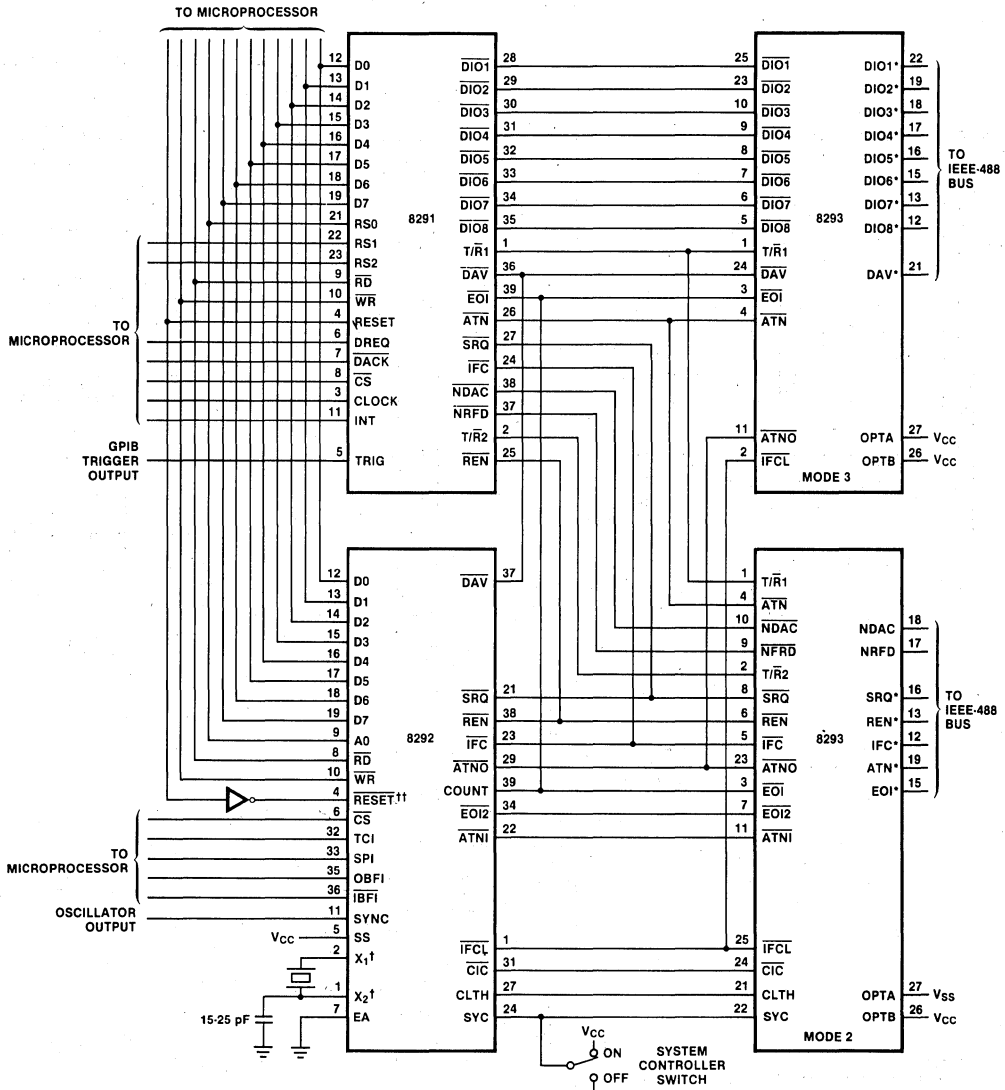 TO MICROPROCESSOR
12 D0
13 D1
14 D2
15 D3
16 D4
17 D5
18 D6
19 D7
21 RS0
22 RS1
23 RS2
9 RD
10 WR
4 RESET
6 DREQ
7 DACK
8 CS
3 CLOCK
11 INT
5 TRIG
TO
MICROPROCESSOR
GPIB
TRIGGER
OUTPUT
8291
DIO1 28
DIO2 29
DIO3 30
DIO4 31
DIO5 32
DIO6 33
DIO7 34
DIO8 35
T/R1 1
DAV 36
EOI 39
ATN 26
SRQ 27
IFC 24
NDAC 38
NRFD 37
T/R2 2
REN 25
25 DIO1
23 DIO2
10 DIO3
9 DIO4
8 DIO5
7 DIO6
6 DIO7
5 DIO8
1 T/R1
24 DAV
3 EOI
4 ATN
11 ATNO
2 IFCL
8293
MODE 3
DIO1* 22
DIO2* 19
DIO3* 18
DIO4* 17
DIO5* 16
DIO6* 15
DIO7* 13
DIO8* 12
DAV* 21
OPTA 27 VCC
OPTB 26 VCC
TO
IEEE-488
BUS
12 D0
13 D1
14 D2
15 D3
16 D4
17 D5
18 D6
19 D7
9 A0
8 RD
10 WR
4 RESET††
6 CS
32 TCI
33 SPI
35 OBFI
36 IBFI
11 SYNC
VCC 5 SS
2 X1†
1 X2†
7 EA
TO
MICROPROCESSOR
OSCILLATOR
OUTPUT
15-25 pF
8292
DAV 37
SRQ 21
REN 38
IFC 23
ATNO 29
COUNT 39
EOI2 34
ATNI 22
IFCL 1
CIC 31
CLTH 27
SYC 24
1 T/R1
4 ATN
10 NDAC
9 NFRD
2 T/R2
8 SRQ
6 REN
5 IFC
23 ATNO
3 EOI
7 EOI2
11 ATNI
25 IFCL
24 CIC
21 CLTH
22 SYC
8293
MODE 2
NDAC 18
NRFD 17
SRQ* 16
REN* 13
IFC* 12
ATN* 19
EOI* 15
OPTA 27 VSS
OPTB 26 VCC
TO
IEEE-488
BUS
VCC
ON
OFF
SYSTEM
CONTROLLER
SWITCH